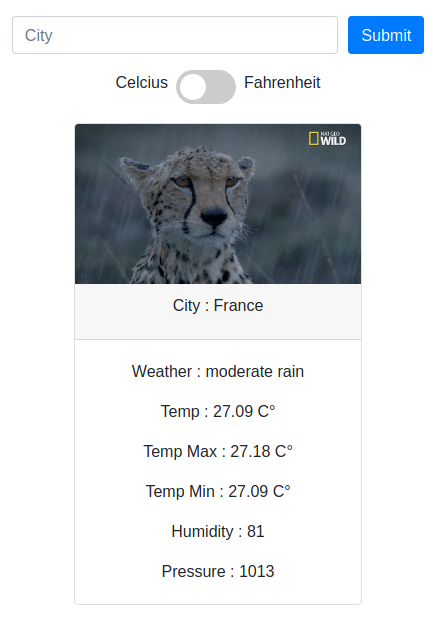 City
Submit
Celcius
Fahrenheit
NAT GEO
WILD
City : France
Weather : moderate rain
Temp : 27.09 C°
Temp Max : 27.18 C°
Temp Min : 27.09 C°
Humidity : 81
Pressure : 1013